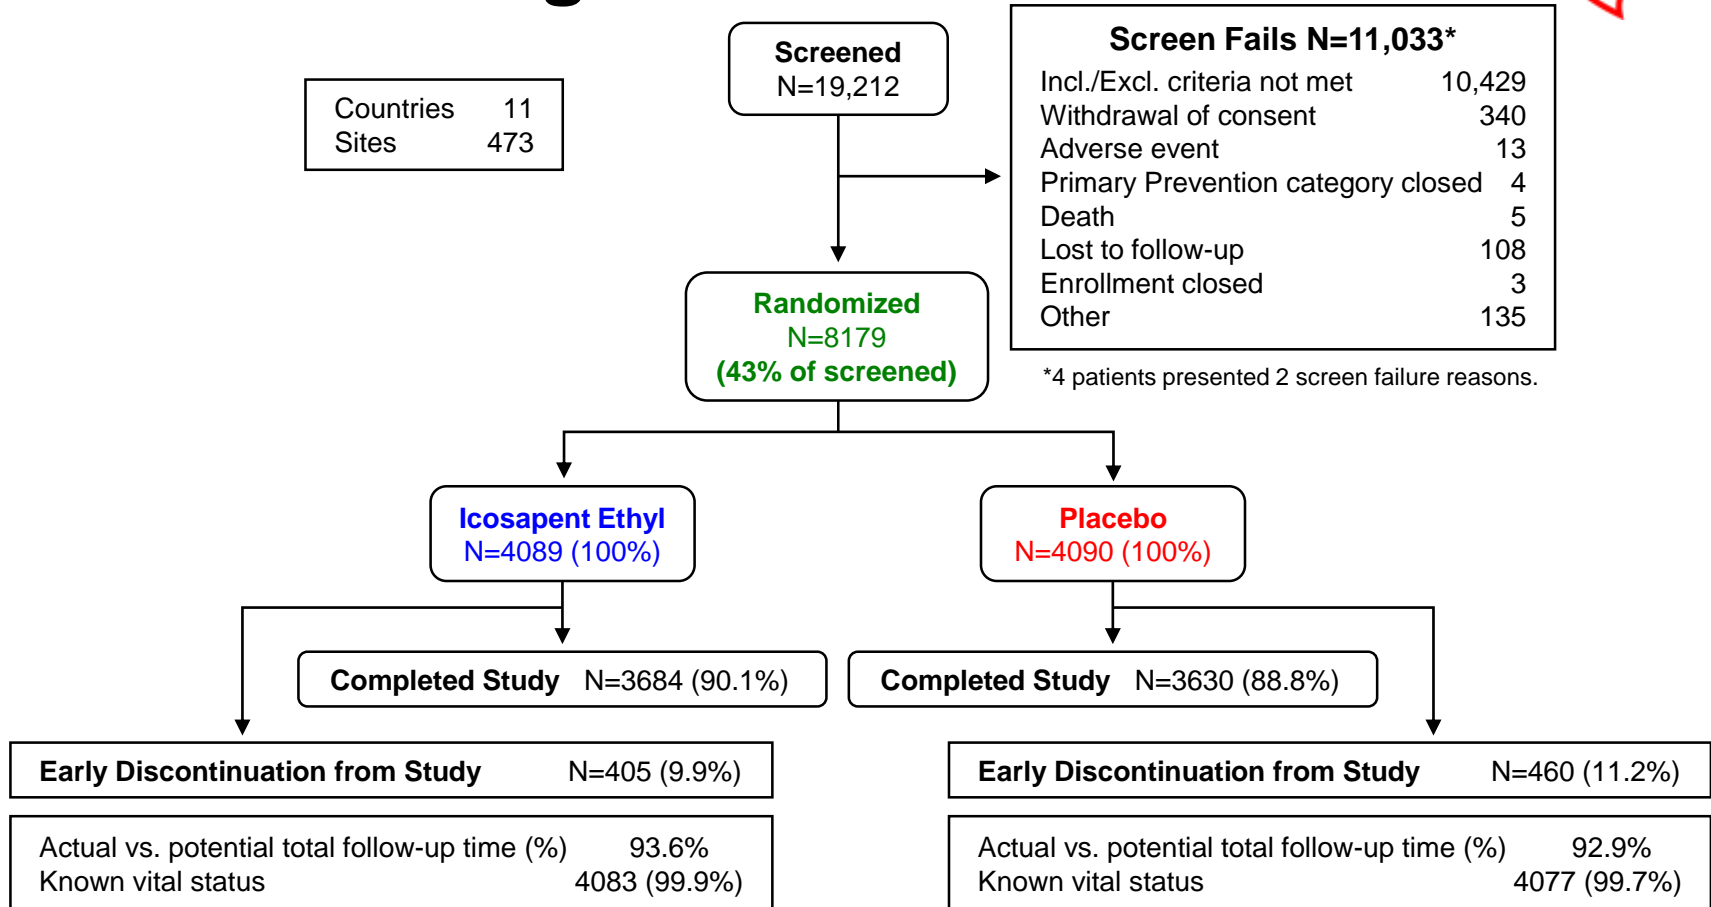 Screened
N=19,212
Countries 11
Sites 473
Screen Fails N=11,033*
Incl./Excl. criteria not met 10,429
Withdrawal of consent 340
Adverse event 13
Primary Prevention category closed 4
Death 5
Lost to follow-up 108
Enrollment closed 3
Other 135
*4 patients presented 2 screen failure reasons.
Randomized
N=8179
(43% of screened)
Icosapent Ethyl
N=4089 (100%)
Placebo
N=4090 (100%)
Completed Study N=3684 (90.1%)
Completed Study N=3630 (88.8%)
Early Discontinuation from Study N=405 (9.9%)
Early Discontinuation from Study N=460 (11.2%)
Actual vs. potential total follow-up time (%) 93.6%
Known vital status 4083 (99.9%)
Actual vs. potential total follow-up time (%) 92.9%
Known vital status 4077 (99.7%)